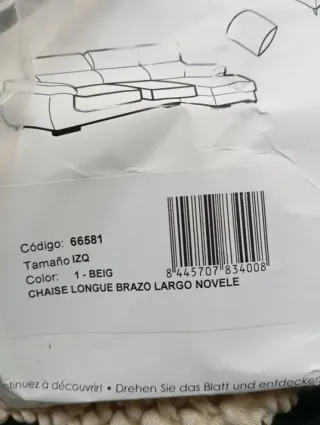 Código: 66581
Tamaño IZQ
Color: 1 - BEIG
8 445707 834008
CHAISE LONGUE BRAZO LARGO NOVELE
ntinuez à découvrir! • Drehen Sie das Blatt und entdecken